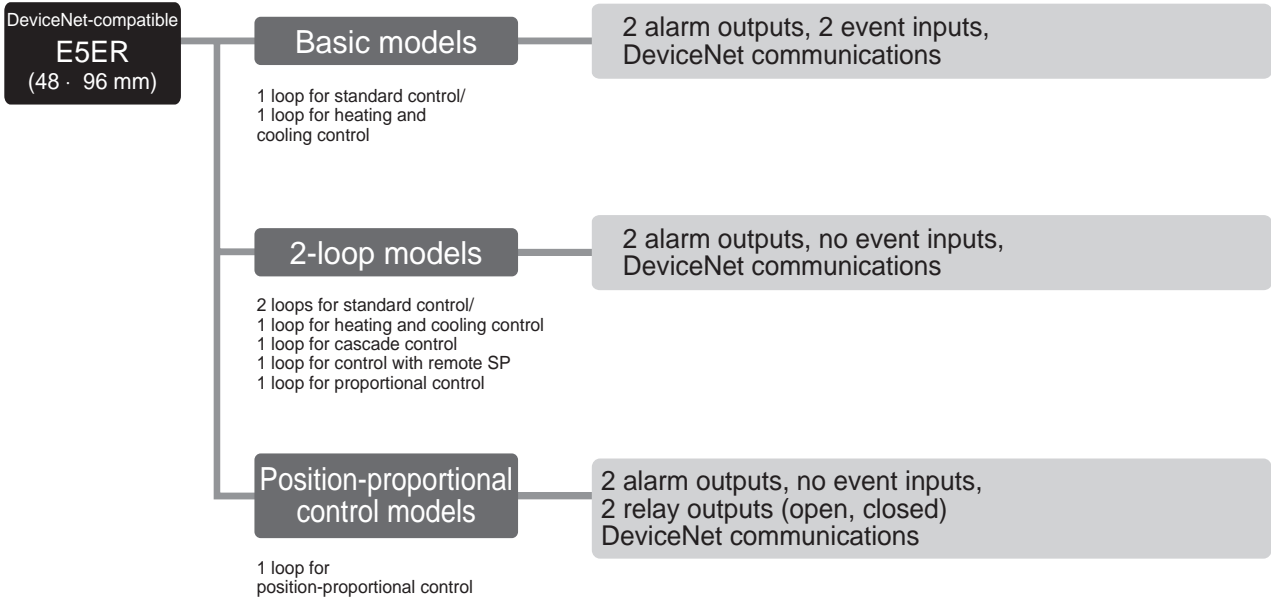 DeviceNet-compatible
E5ER
(48 · 96 mm)
Basic models
2 alarm outputs, 2 event inputs,
DeviceNet communications
1 loop for standard control/
1 loop for heating and
cooling control
2-loop models
2 alarm outputs, no event inputs,
DeviceNet communications
2 loops for standard control/
1 loop for heating and cooling control
1 loop for cascade control
1 loop for control with remote SP
1 loop for proportional control
Position-proportional
control models
2 alarm outputs, no event inputs,
2 relay outputs (open, closed)
DeviceNet communications
1 loop for
position-proportional control